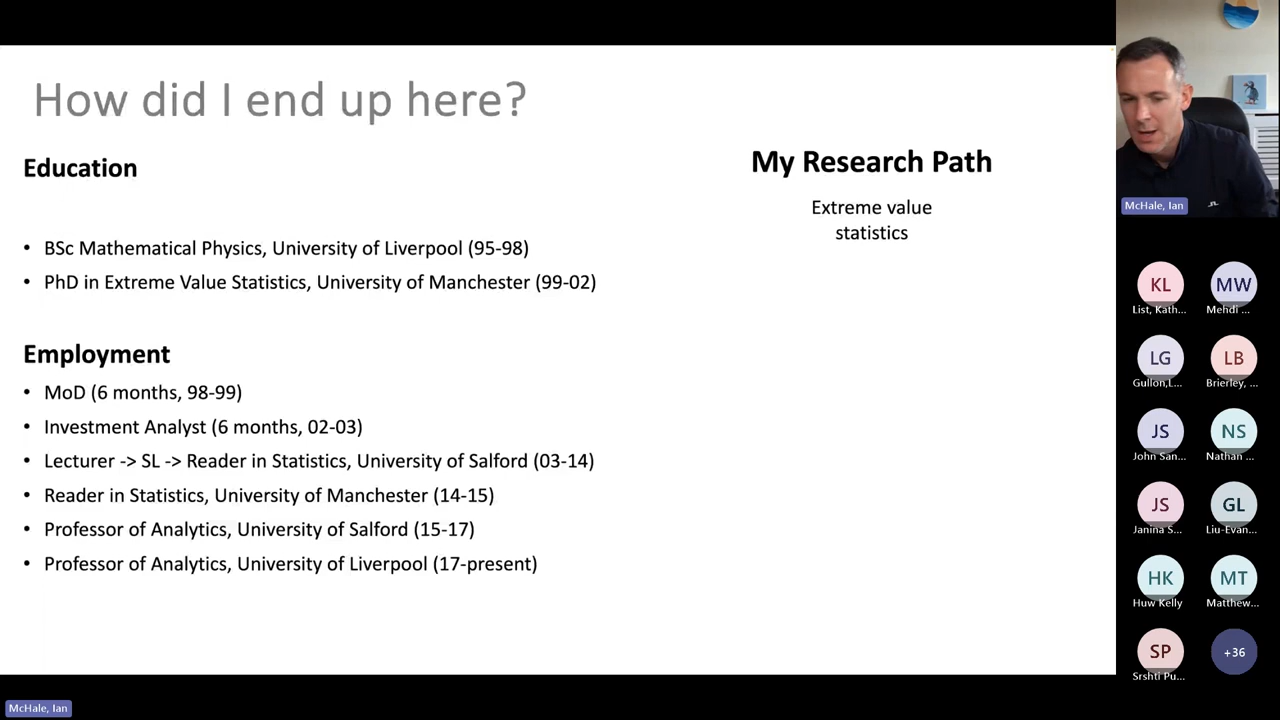 How did I end up here?
Education
• BSc Mathematical Physics, University of Liverpool (95-98)
• PhD in Extreme Value Statistics, University of Manchester (99-02)
Employment
• MoD (6 months, 98-99)
• Investment Analyst (6 months, 02-03)
• Lecturer -> SL -> Reader in Statistics, University of Salford (03-14)
• Reader in Statistics, University of Manchester (14-15)
• Professor of Analytics, University of Salford (15-17)
• Professor of Analytics, University of Liverpool (17-present)
My Research Path
Extreme value
statistics
McHale, Ian
KL
MW
List, Kath...
Mehdi ...
LG
LB
Gullon,L...
Brierley, ...
JS
NS
John San...
Nathan ...
JS
GL
Janina S...
Liu-Evan...
HK
MT
Huw Kelly
Matthew...
SP
+36
Srshti Pu...
McHale, Ian